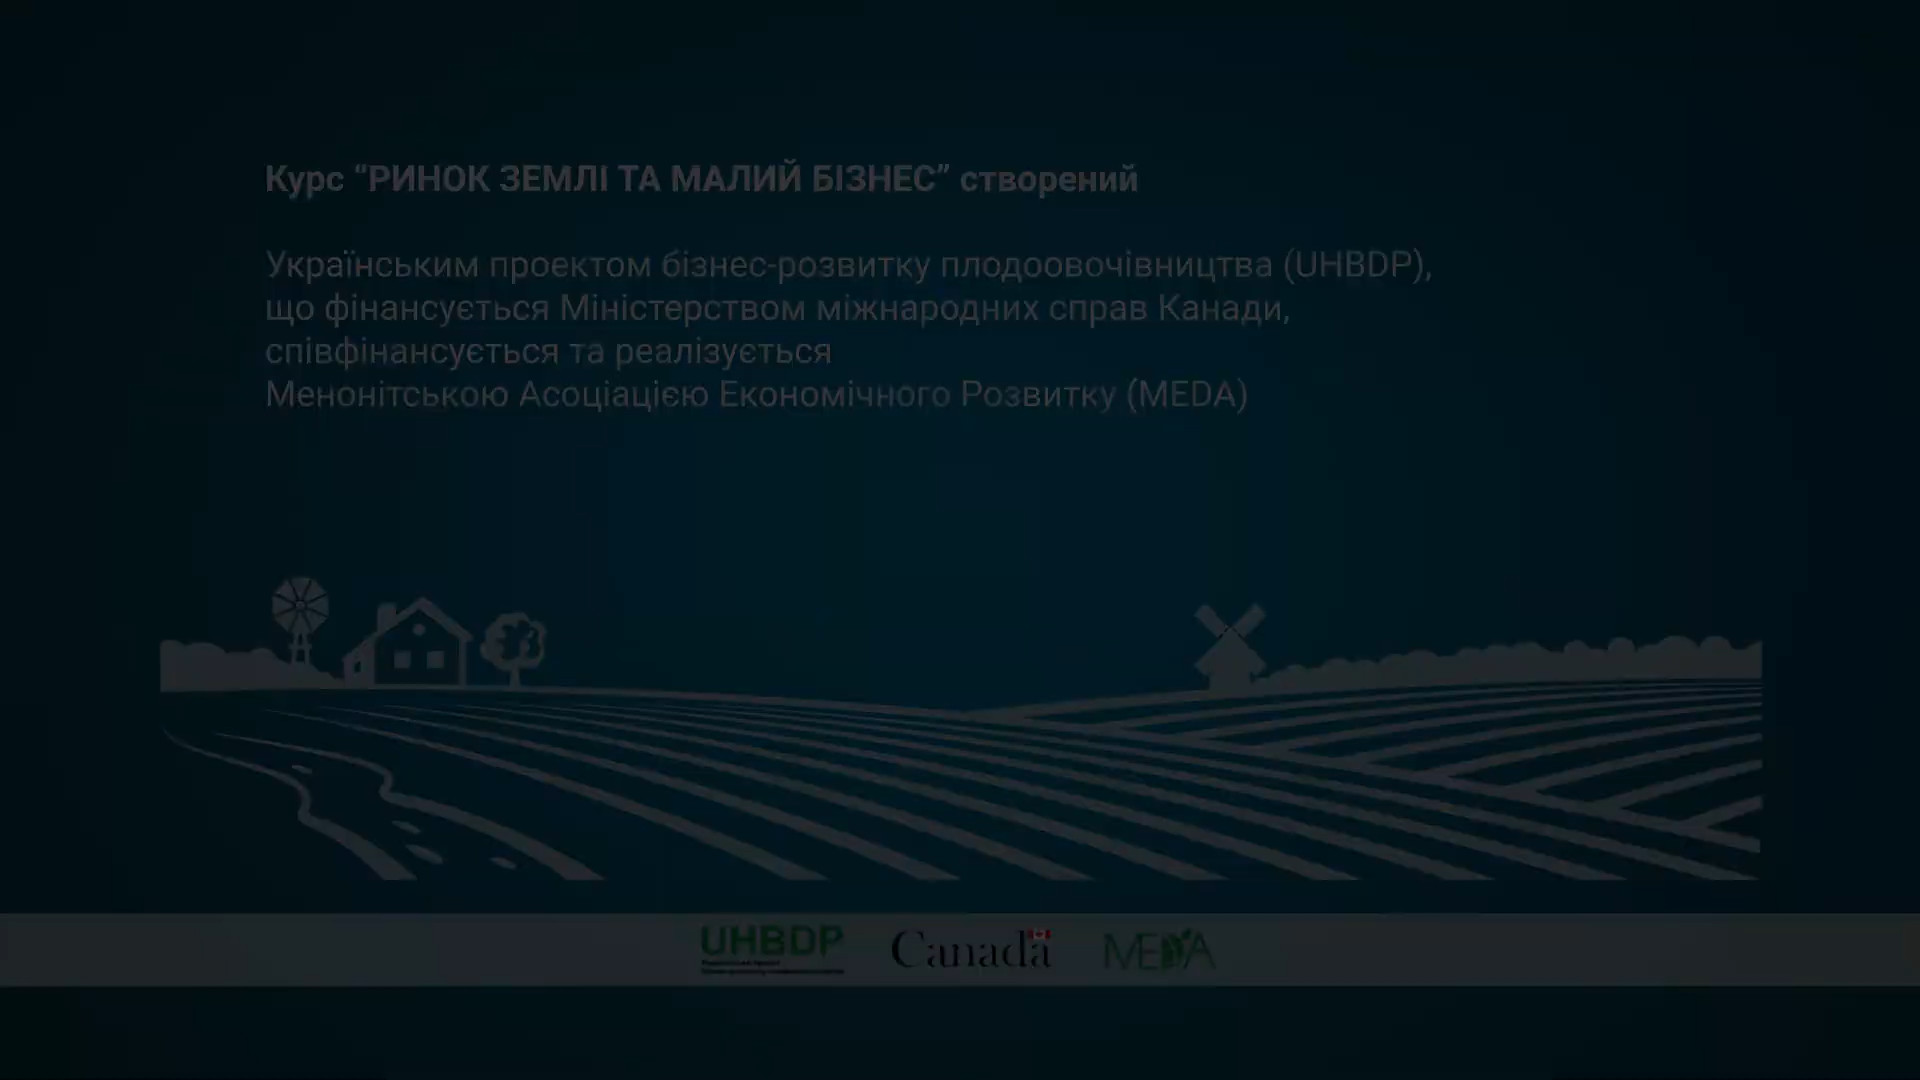 Курс “РИНОК ЗЕМЛІ ТА МАЛИЙ БІЗНЕС” створений
Українським проектом бізнес-розвитку плодоовочівництва (UHBDP),
що фінансується Міністерством міжнародних справ Канади,
співфінансується та реалізується
Менонітською Асоціацією Економічного Розвитку (MEDA)
UHBDP
Canada
MEDA